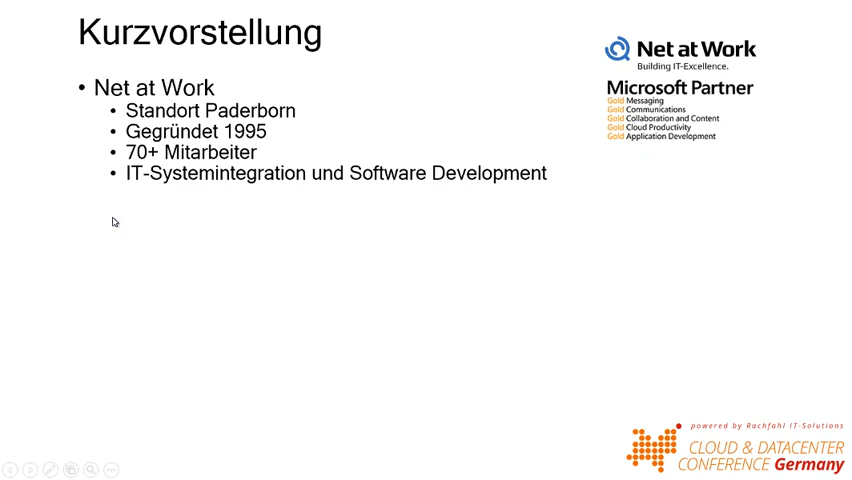 Kurzvorstellung
• Net at Work
• Standort Paderborn
• Gegründet 1995
• 70+ Mitarbeiter
• IT-Systemintegration und Software Development
Net at Work
Building IT-Excellence.
Microsoft Partner
Gold Messaging
Gold Communications
Gold Collaboration and Content
Gold Cloud Productivity
Gold Application Development
powered by Rachfahl IT-Solutions
CLOUD & DATACENTER
CONFERENCE Germany